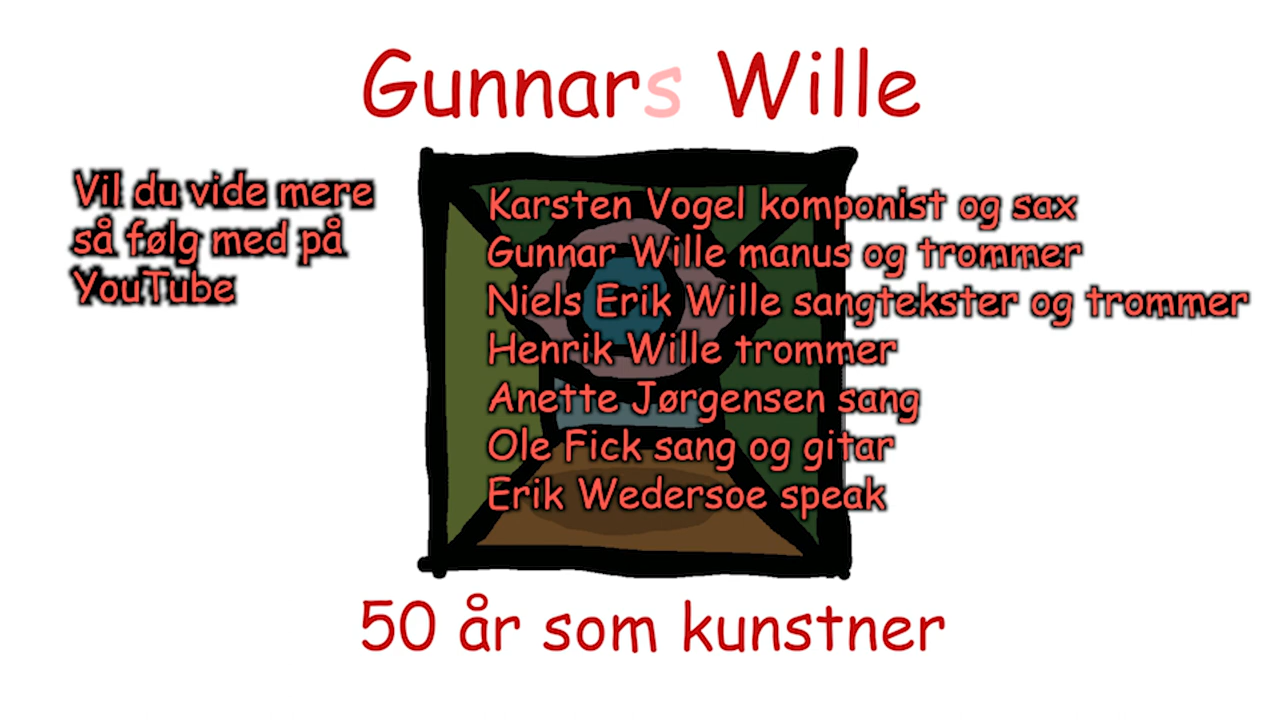 Gunnars Wille
Vil du vide mere
så følg med på
YouTube
Karsten Vogel komponist og sax
Gunnar Wille manus og trommer
Niels Erik Wille sangtekster og trommer
Henrik Wille trommer
Anette Jørgensen sang
Ole Fick sang og gitar
Erik Wedersoe speak
50 år som kunstner